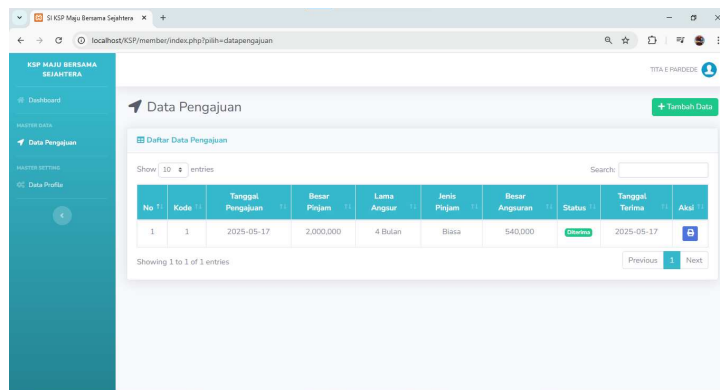 SI KSP Maju Bersama Sejahtera
localhost/KSP/member/index.php?pilih=datapengajuan
KSP MAJU BERSAMA
SEJAHTERA
TITA E PARDEDE
Dashboard
Data Pengajuan
+ Tambah Data
MASTER DATA
Data Pengajuan
Daftar Data Pengajuan
MASTER SETTING
Data Profile
Show 10 entries
Search:
No Kode Tanggal Pengajuan Besar Pinjam Lama Angsur Jenis Pinjam Besar Angsuran Status Tanggal Terima Aksi
1 1 2025-05-17 2,000,000 4 Bulan Biasa 540,000 Diterima 2025-05-17
Showing 1 to 1 of 1 entries
Previous 1 Next